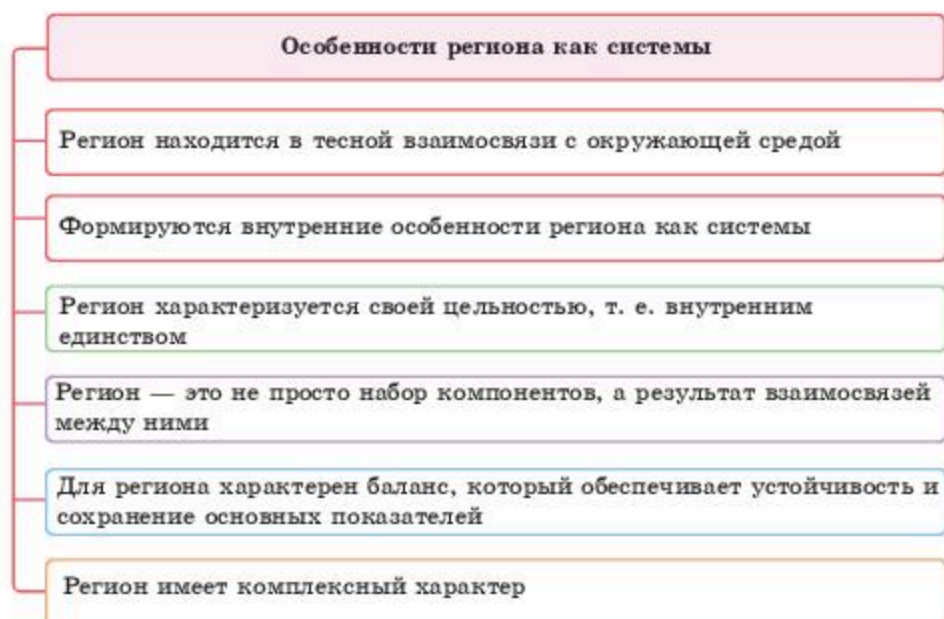 Особенности региона как системы
Регион находится в тесной взаимосвязи с окружающей средой
Формируются внутренние особенности региона как системы
Регион характеризуется своей цельностью, т. е. внутренним
единством
Регион — это не просто набор компонентов, а результат взаимосвязей
между ними
Для региона характерен баланс, который обеспечивает устойчивость и
сохранение основных показателей
Регион имеет комплексный характер